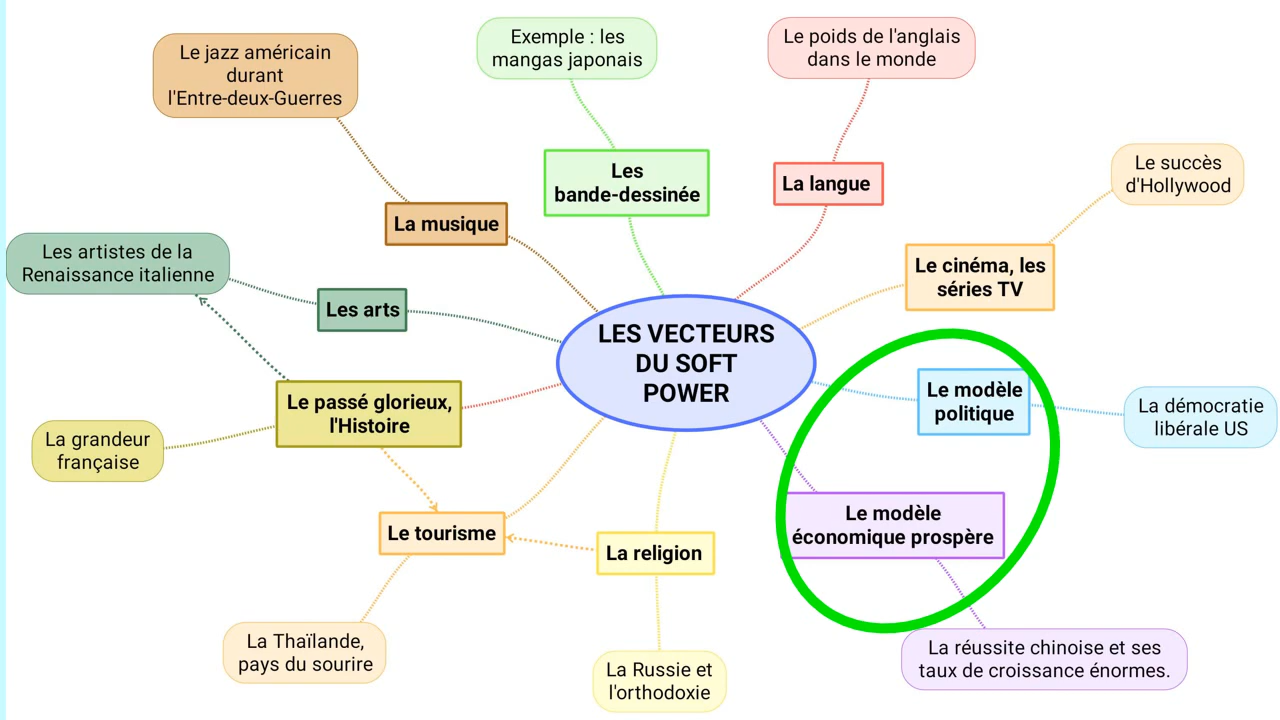 Le jazz américain
durant
l'Entre-deux-Guerres
Exemple : les
mangas japonais
Le poids de l'anglais
dans le monde
Les
bande-dessinée
La langue
Le succès
d'Hollywood
La musique
Les artistes de la
Renaissance italienne
Le cinéma, les
séries TV
Les arts
LES VECTEURS
DU SOFT
POWER
Le passé glorieux,
l'Histoire
Le modèle
politique
La démocratie
libérale US
La grandeur
française
Le modèle
économique prospère
Le tourisme
La religion
La Thaïlande,
pays du sourire
La Russie et
l'orthodoxie
La réussite chinoise et ses
taux de croissance énormes.